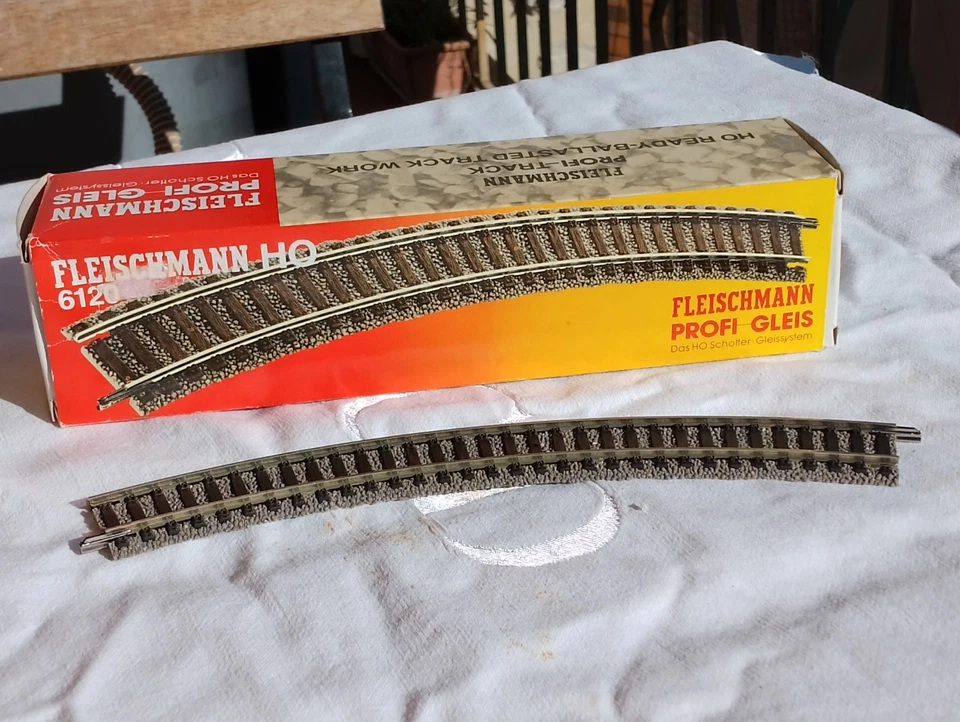 HO READY-BALLASTED TRACK WORK
PROFI-TRACK
FLEISCHMANN
Das HO Schotter-Gleissystem
PROFI-GLEIS
FLEISCHMANN
FLEISCHMANN HO
6120
FLEISCHMANN
PROFI-GLEIS
Das HO Schotter-Gleissystem